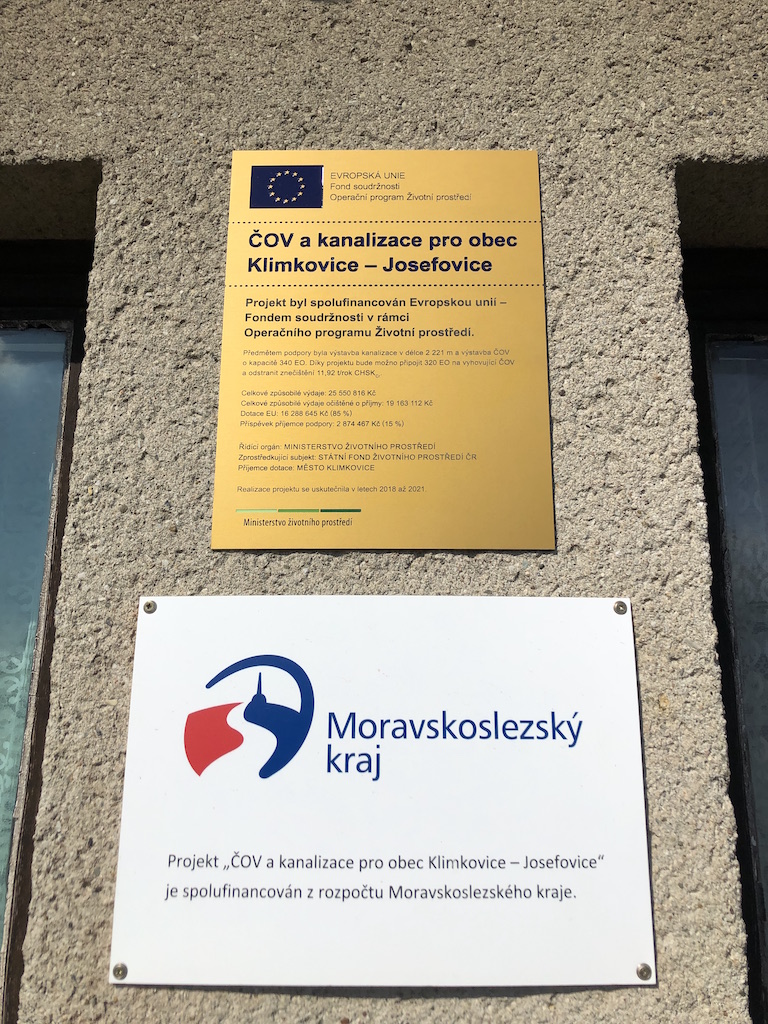 EVROPSKÁ UNIE
Fond soudržnosti
Operační program Životní prostředí
ČOV a kanalizace pro obec
Klimkovice – Josefovice
Projekt byl spolufinancován Evropskou unií –
Fondem soudržnosti v rámci
Operačního programu Životní prostředí.
Předmětem podpory byla výstavba kanalizace v délce 2 221 m a výstavba ČOV
o kapacitě 340 EO. Díky projektu bude možno připojit 320 EO na vyhovující ČOV
a odstranit znečištění 11,92 t/rok CHSK
Celkové způsobilé výdaje: 25 550 816 Kč
Celkové způsobilé výdaje očištěné o příjmy: 19 163 112 Kč
Dotace EU: 16 288 645 Kč (85 %)
Příspěvek příjemce podpory: 2 874 467 Kč (15 %)
Řídící orgán: MINISTERSTVO ŽIVOTNÍHO PROSTŘEDÍ
Zprostředkující subjekt: STÁTNÍ FOND ŽIVOTNÍHO PROSTŘEDÍ ČR
Příjemce dotace: MĚSTO KLIMKOVICE
Realizace projektu se uskutečnila v letech 2018 až 2021.
Ministerstvo životního prostředí
Moravskoslezský
kraj
Projekt „ČOV a kanalizace pro obec Klimkovice – Josefovice“
je spolufinancován z rozpočtu Moravskoslezského kraje.